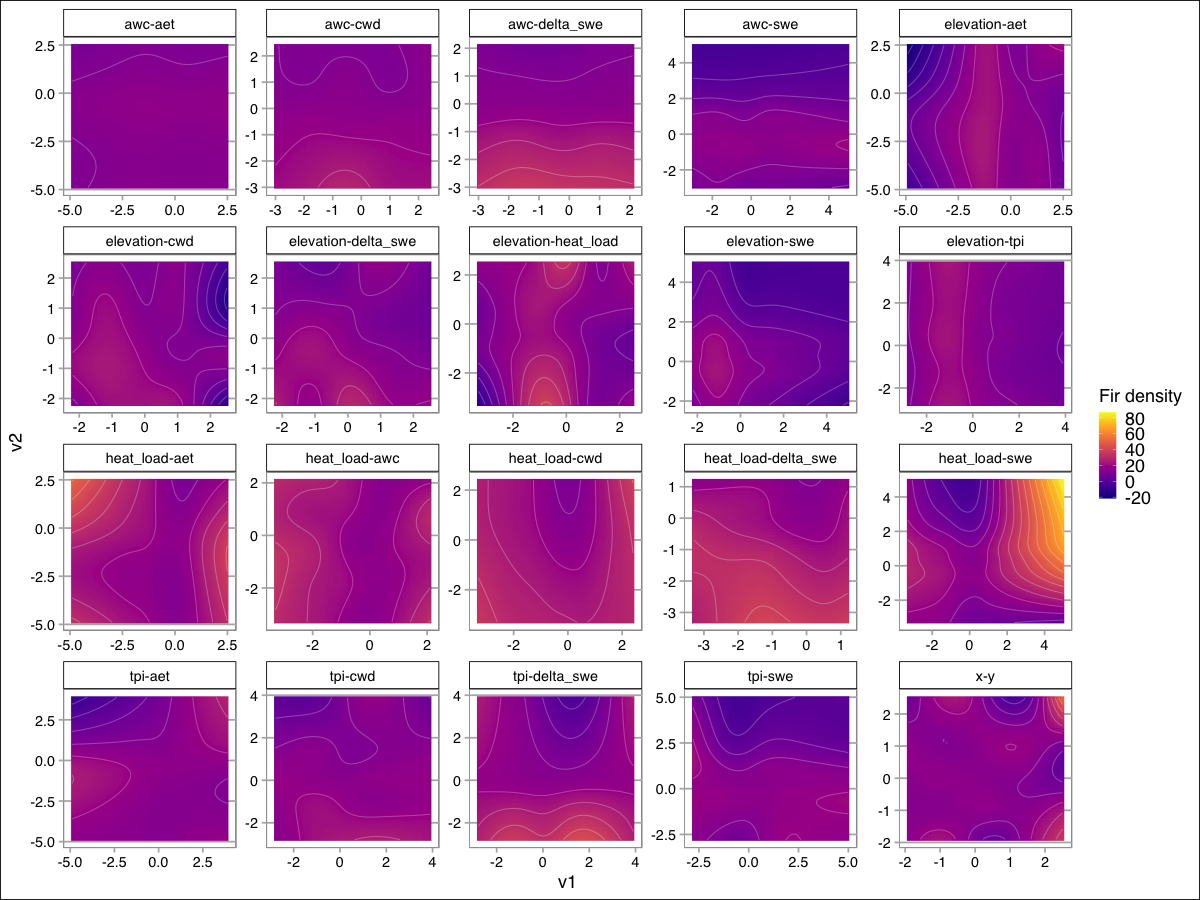 awc-aet awc-cwd awc-delta_swe awc-swe elevation-aet
2.5 0.0 -2.5 -5.0
2 1 0 -1 -2 -3
2 1 0 -1 -2 -3
4 2 0 -2
2.5 0.0 -2.5 -5.0
-5.0 -2.5 0.0 2.5
-3 -2 -1 0 1 2
-3 -2 -1 0 1 2
-2 0 2 4
-5.0 -2.5 0.0 2.5
elevation-cwd elevation-delta_swe elevation-heat_load elevation-swe elevation-tpi
2 1 0 -1 -2
2 1 0 -1 -2
2 0 -2
4 2 0 -2
4 2 0 -2
-2 -1 0 1 2
-2 -1 0 1 2
-2 0 2
-2 0 2 4
-2 0 2 4
v2
Fir density
80
60
40
20
0
-20
heat_load-aet heat_load-awc heat_load-cwd heat_load-delta_swe heat_load-swe
2.5 0.0 -2.5 -5.0
2 0 -2
2 0 -2
1 0 -1 -2 -3
4 2 0 -2
-5.0 -2.5 0.0 2.5
-2 0 2
-2 0 2
-3 -2 -1 0 1
-2 0 2 4
tpi-aet tpi-cwd tpi-delta_swe tpi-swe x-y
2.5 0.0 -2.5 -5.0
4 2 0 -2
4 2 0 -2
5.0 2.5 0.0 -2.5
2 1 0 -1 -2
-5.0 -2.5 0.0 2.5
-2 0 2 4
-2 0 2 4
-2.5 0.0 2.5 5.0
-2 -1 0 1 2
v1